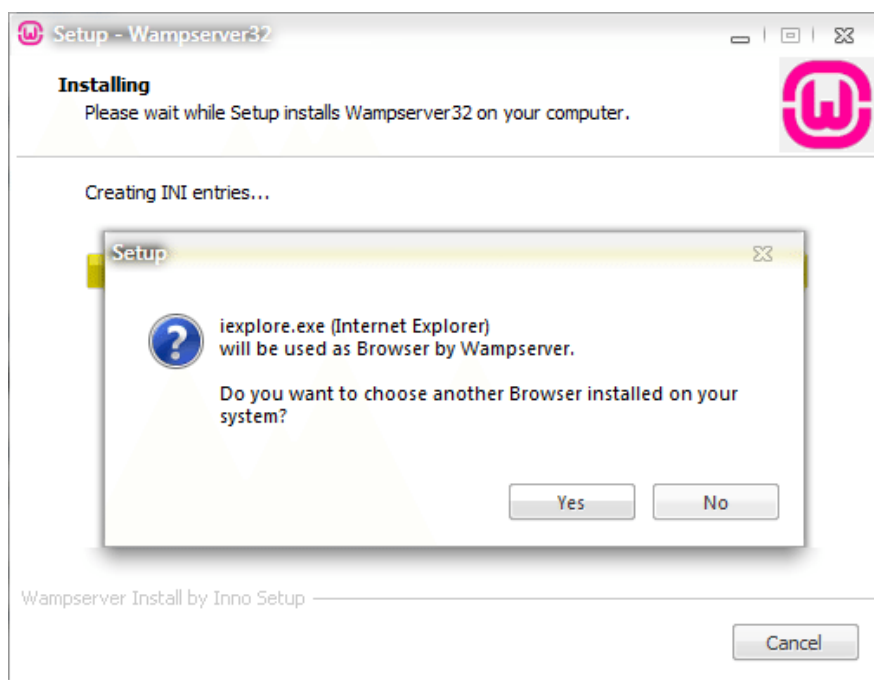 Setup - Wampserver32
Installing
Please wait while Setup installs Wampserver32 on your computer.
Creating INI entries...
Setup
iexplore.exe (Internet Explorer)
will be used as Browser by Wampserver.
Do you want to choose another Browser installed on your
system?
Yes
No
Wampserver Install by Inno Setup
Cancel